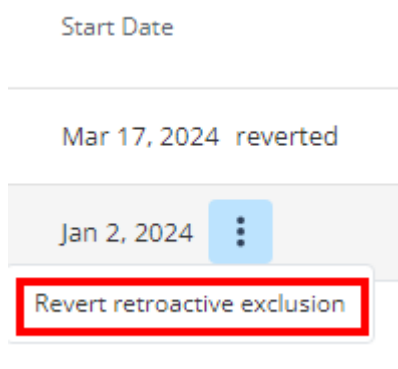 Start Date
Mar 17, 2024 reverted
Jan 2, 2024
Revert retroactive exclusion